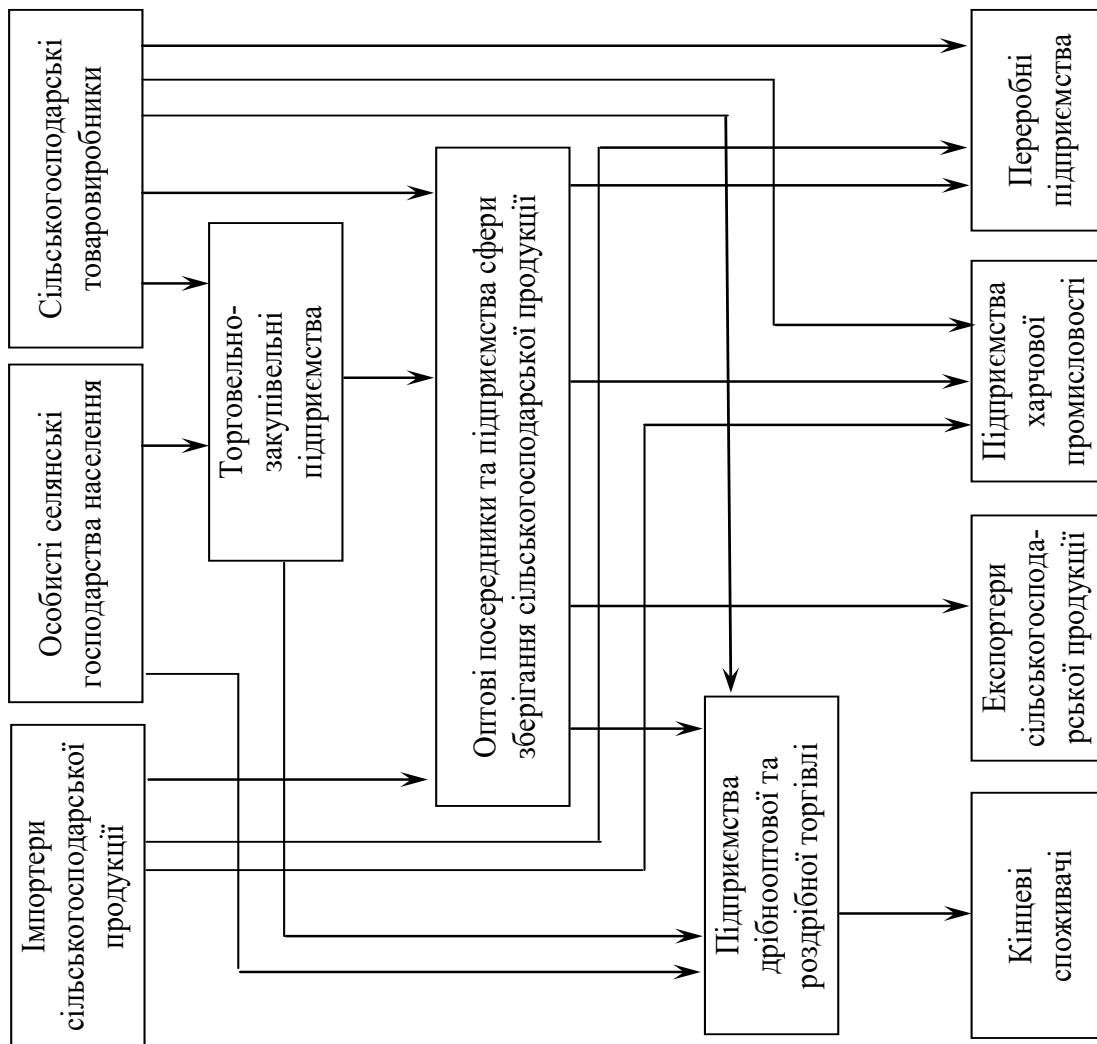 Імпортери
сільськогосподарської
продукції
Особисті селянські
господарства населення
Сільськогосподарські
товаровиробники
Торговельно-
закупівельні
підприємства
Оптові посередники та підприємства сфери
зберігання сільськогосподарської продукції
Підприємства
дрібнооптової та
роздрібної торгівлі
Кінцеві
споживачі
Експортери
сільськогоспода-
рської продукції
Підприємства
харчової
промисловості
Переробні
підприємства